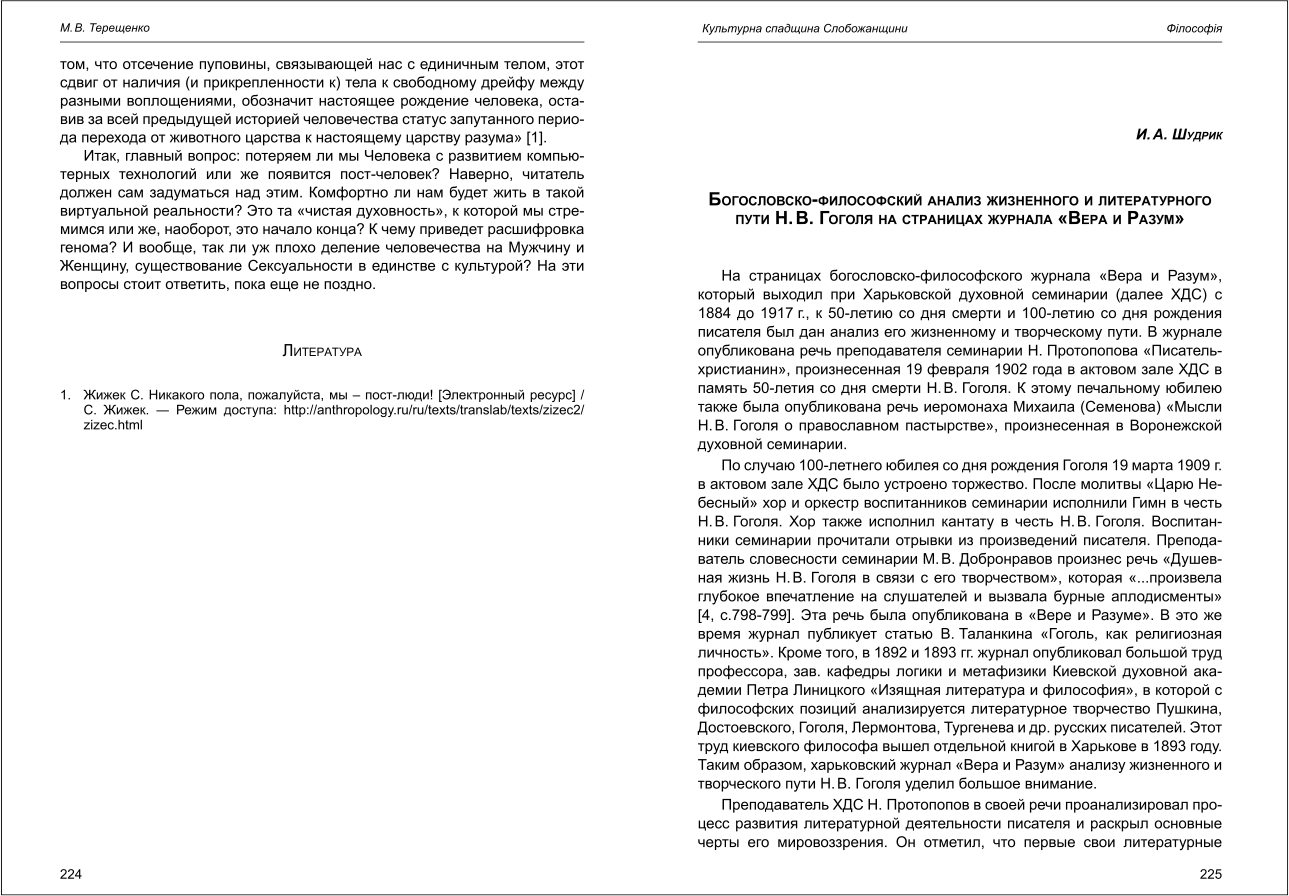 М. В. Терещенко
том, что отсечение пуповины, связывающей нас с единичным телом, этот
сдвиг от наличия (и прикрепленности к) тела к свободному дрейфу между
разными воплощениями, обозначит настоящее рождение человека, оста-
вив за всей предыдущей историей человечества статус запутанного перио-
да перехода от животного царства к настоящему царству разума» [1].
Итак, главный вопрос: потеряем ли мы Человека с развитием компью-
терных технологий или же появится пост-человек? Наверно, читатель
должен сам задуматься над этим. Комфортно ли нам будет жить в такой
виртуальной реальности? Это та «чистая духовность», к которой мы стре-
мимся или же, наоборот, это начало конца? К чему приведет расшифровка
генома? И вообще, так ли уж плохо деление человечества на Мужчину и
Женщину, существование Сексуальности в единстве с культурой? На эти
вопросы стоит ответить, пока еще не поздно.
Литература
1. Жижек С. Никакого пола, пожалуйста, мы – пост-люди! [Электронный ресурс] /
С. Жижек. — Режим доступа: http://anthropology.ru/ru/texts/translab/texts/zizec2/
zizec.html
224
Культурна спадщина Слобожанщини Філософія
И. А. Шудрик
Богословско-философский анализ жизненного и литературного
пути Н. В. Гоголя на страницах журнала «Вера и Разум»
На страницах богословско-философского журнала «Вера и Разум»,
который выходил при Харьковской духовной семинарии (далее ХДС) с
1884 до 1917 г., к 50-летию со дня смерти и 100-летию со дня рождения
писателя был дан анализ его жизненному и творческому пути. В журнале
опубликована речь преподавателя семинарии Н. Протопопова «Писатель-
христианин», произнесенная 19 февраля 1902 года в актовом зале ХДС в
память 50-летия со дня смерти Н. В. Гоголя. К этому печальному юбилею
также была опубликована речь иеромонаха Михаила (Семенова) «Мысли
Н. В. Гоголя о православном пастырстве», произнесенная в Воронежской
духовной семинарии.
По случаю 100-летнего юбилея со дня рождения Гоголя 19 марта 1909 г.
в актовом зале ХДС было устроено торжество. После молитвы «Царю Не-
бесный» хор и оркестр воспитанников семинарии исполнили Гимн в честь
Н. В. Гоголя. Хор также исполнил кантату в честь Н. В. Гоголя. Воспитан-
ники семинарии прочитали отрывки из произведений писателя. Препода-
ватель словесности семинарии М. В. Добронравов произнес речь «Душев-
ная жизнь Н. В. Гоголя в связи с его творчеством», которая «...произвела
глубокое впечатление на слушателей и вызвала бурные аплодисменты»
[4, с.798-799]. Эта речь была опубликована в «Вере и Разуме». В это же
время журнал публикует статью В. Таланкина «Гоголь, как религиозная
личность». Кроме того, в 1892 и 1893 гг. журнал опубликовал большой труд
профессора, зав. кафедры логики и метафизики Киевской духовной ака-
демии Петра Линицкого «Изящная литература и философия», в которой с
философских позиций анализируется литературное творчество Пушкина,
Достоевского, Гоголя, Лермонтова, Тургенева и др. русских писателей. Этот
труд киевского философа вышел отдельной книгой в Харькове в 1893 году.
Таким образом, харьковский журнал «Вера и Разум» анализу жизненного и
творческого пути Н. В. Гоголя уделил большое внимание.
Преподаватель ХДС Н. Протопопов в своей речи проанализировал про-
цесс развития литературной деятельности писателя и раскрыл основные
черты его мировоззрения. Он отметил, что первые свои литературные
225